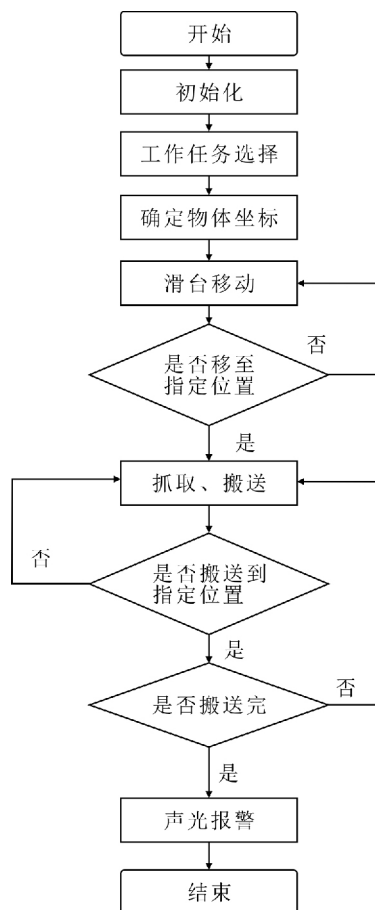 开始
初始化
工作任务选择
确定物体坐标
滑台移动
否
是否移至
指定位置
是
抓取、搬送
否
是否搬送到
指定位置
是
是否搬送完
否
是
声光报警
结束